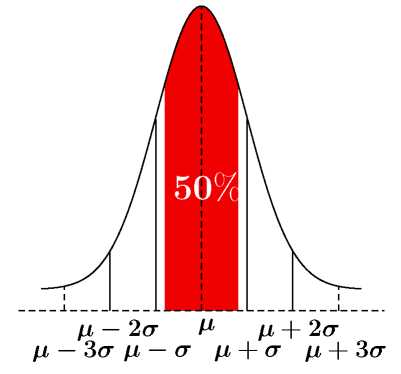 50%
μ − 2σ μ μ + 2σ
μ − 3σ μ − σ μ + σ μ + 3σ